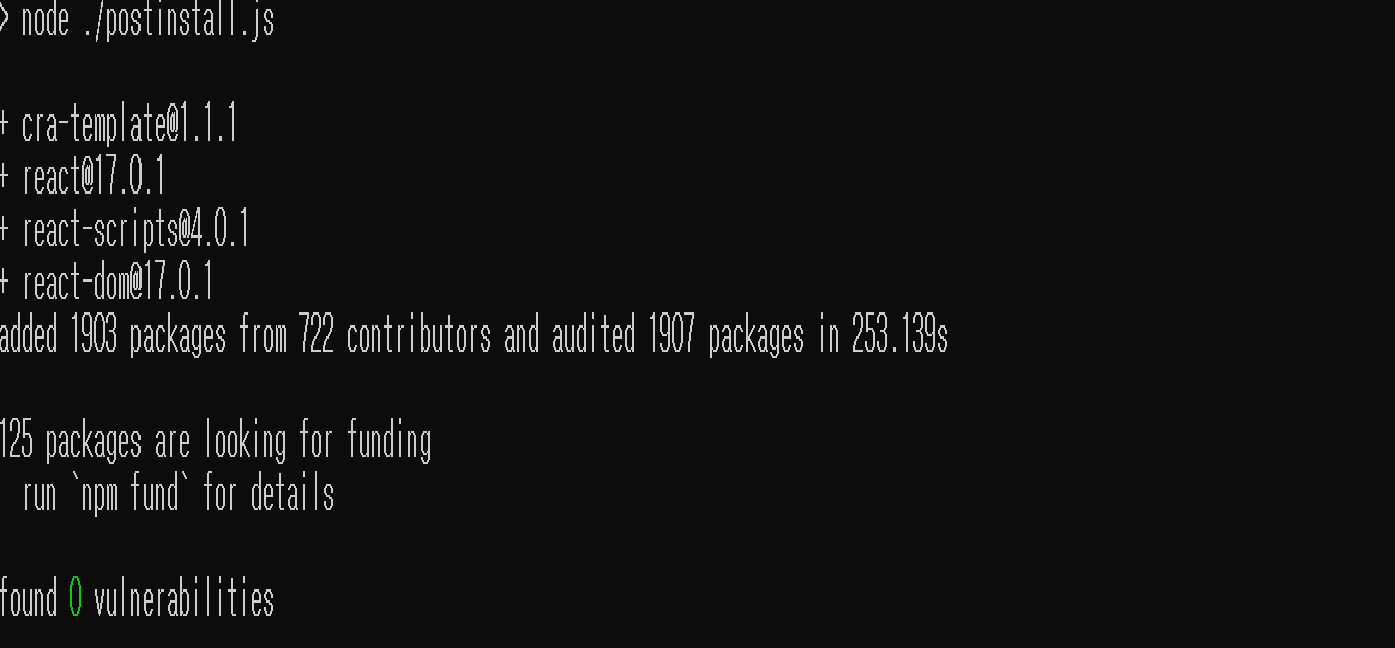 > node ./postinstall.js
+ cra-template@1.1.1
+ react@17.0.1
+ react-scripts@4.0.1
+ react-dom@17.0.1
added 1903 packages from 722 contributors and audited 1907 packages in 253.139s
125 packages are looking for funding
run `npm fund` for details
found 0 vulnerabilities